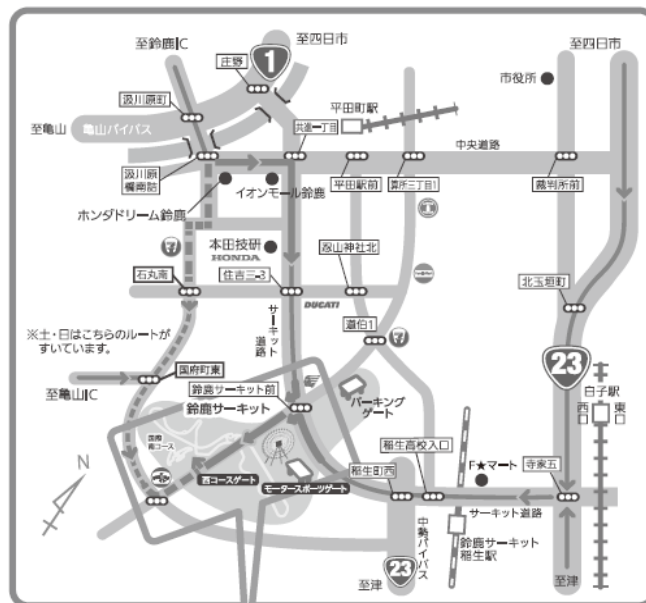 至四日市
至鈴鹿IC
1
庄野
至四日市
市役所
汲川原町
平田町駅
至亀山
亀山バイパス
共進一丁目
中央道路
汲川原
橋南詰
平田駅前
算所三丁目1
裁判所前
イオンモール鈴鹿
ホンダドリーム鈴鹿
本田技研
HONDA
忍山神社北
石丸南
住吉三-3
北玉垣町
DUCATI
サーキット
道路
道伯1
※土・日はこちらのルートが
すいています。
国府町東
23
至亀山IC
鈴鹿サーキット前
鈴鹿サーキット
パーキング
ゲート
白子駅
西口
東口
国際
南コース
稲生高校入口
N
F★マート
西コースゲート
稲生町西
寺家五
モータースポーツゲート
サーキット道路
中勢バイパス
鈴鹿サーキット
稲生駅
23
至津
至津